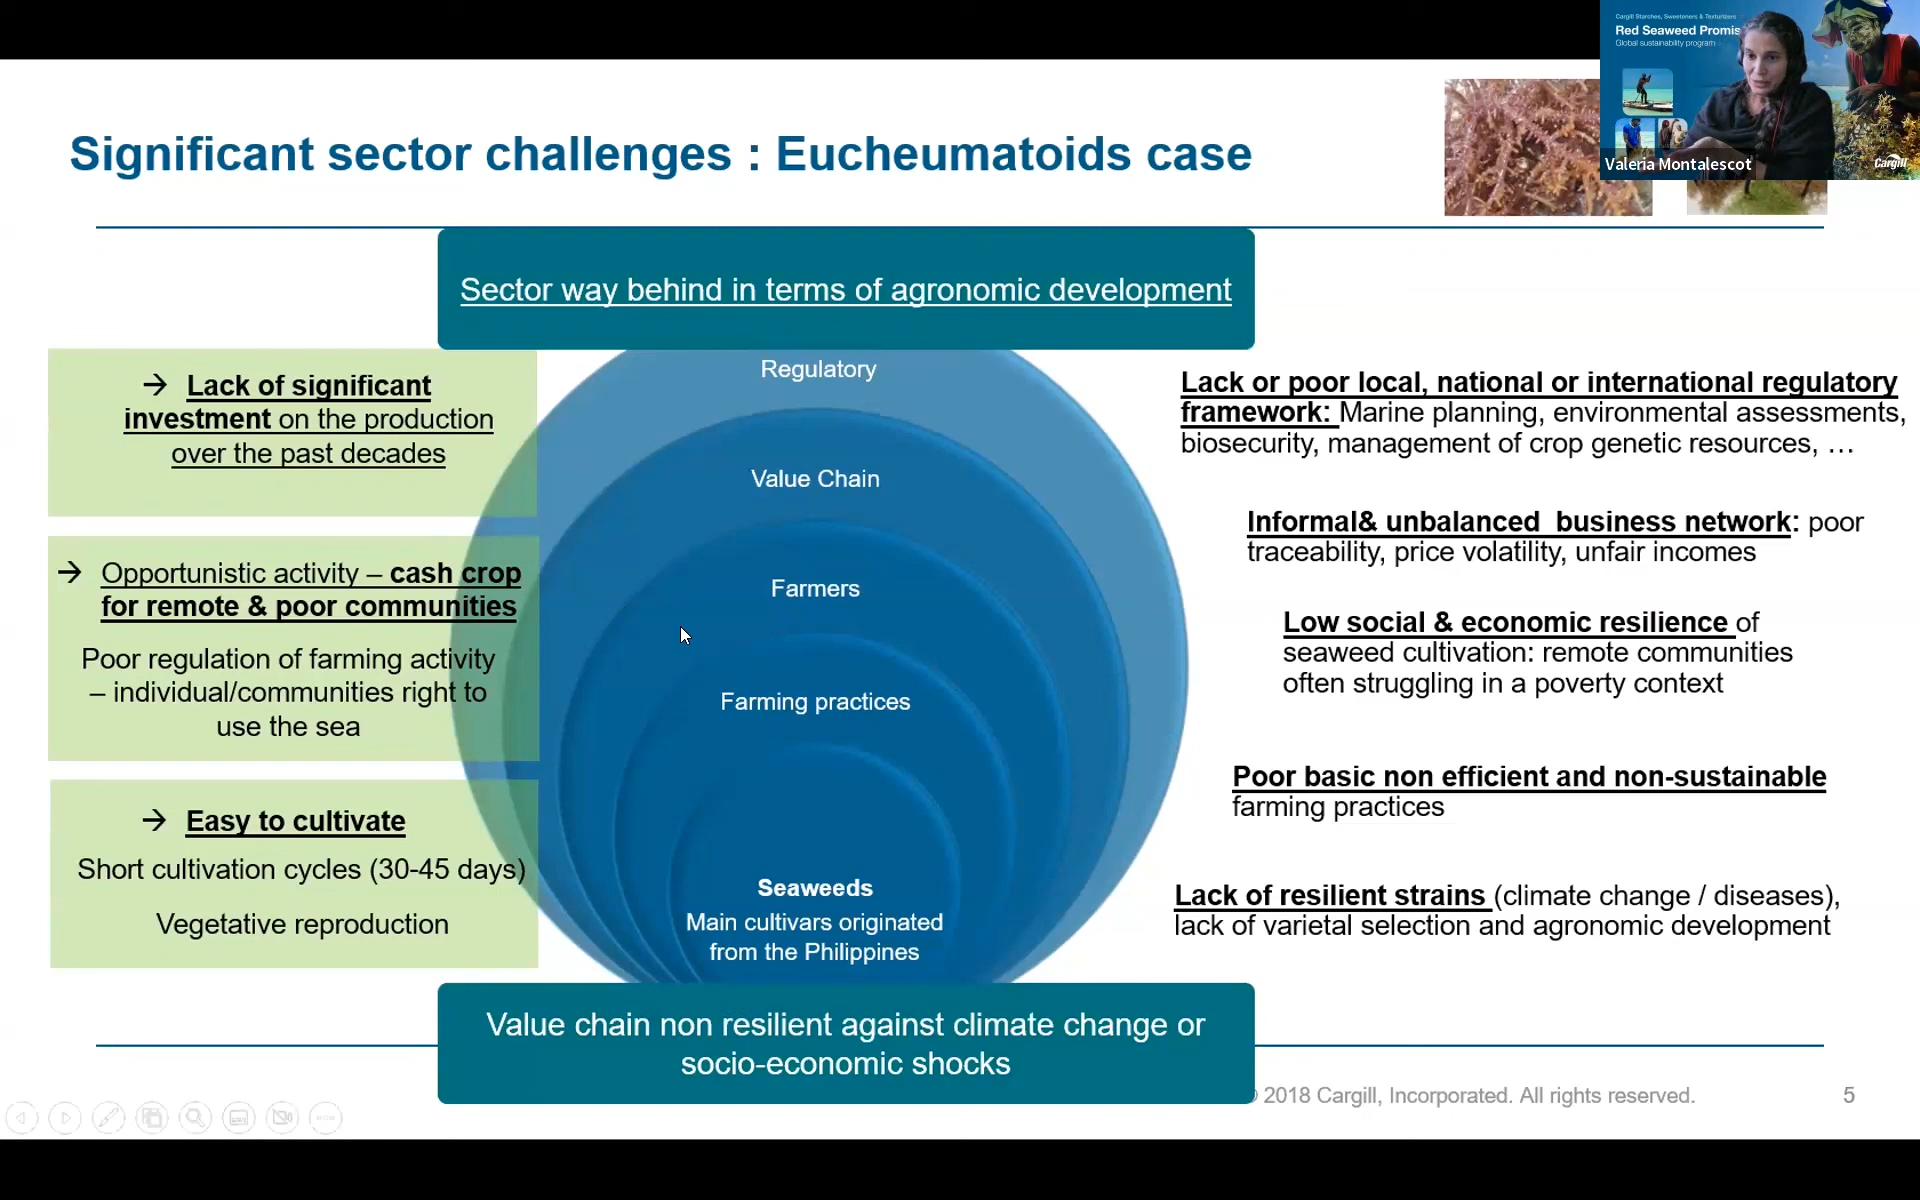 Cargill Starches, Sweeteners & Texturizers
Red Seaweed Promis
Global sustainability program
Valeria Montalescot
Cargill
Significant sector challenges : Eucheumatoids case
Sector way behind in terms of agronomic development
→ Lack of significant
investment on the production
over the past decades
→ Opportunistic activity – cash crop
for remote & poor communities
Poor regulation of farming activity
– individual/communities right to
use the sea
→ Easy to cultivate
Short cultivation cycles (30-45 days)
Vegetative reproduction
Regulatory
Value Chain
Farmers
Farming practices
Seaweeds
Main cultivars originated
from the Philippines
Lack or poor local, national or international regulatory
framework: Marine planning, environmental assessments,
biosecurity, management of crop genetic resources, …
Informal& unbalanced business network: poor
traceability, price volatility, unfair incomes
Low social & economic resilience of
seaweed cultivation: remote communities
often struggling in a poverty context
Poor basic non efficient and non-sustainable
farming practices
Lack of resilient strains (climate change / diseases),
lack of varietal selection and agronomic development
Value chain non resilient against climate change or
socio-economic shocks
© 2018 Cargill, Incorporated. All rights reserved.
5